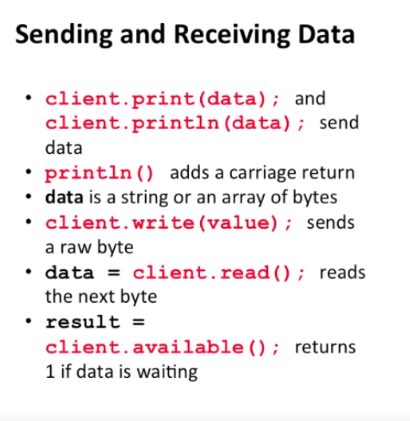 Sending and Receiving Data
• client.print(data); and
client.println(data); send
data
• println() adds a carriage return
• data is a string or an array of bytes
• client.write(value); sends
a raw byte
• data = client.read(); reads
the next byte
• result =
client.available(); returns
1 if data is waiting